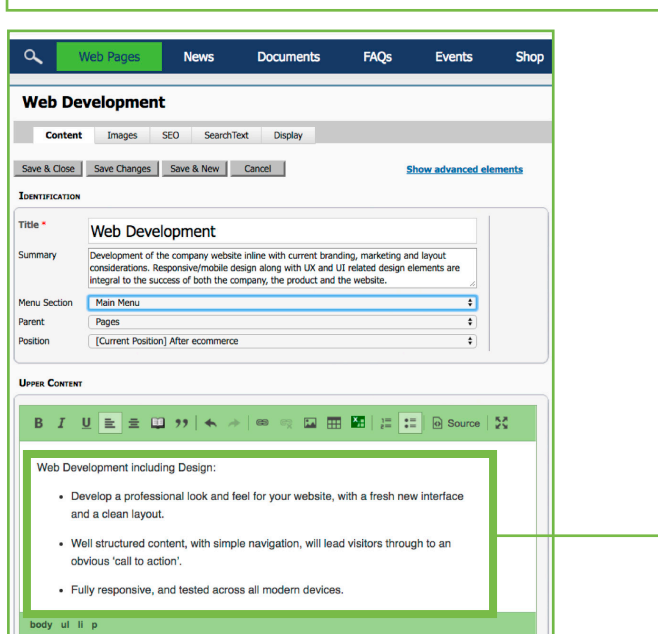 Web Pages News Documents FAQs Events Shop
Web Development
Content Images SEO SearchText Display
Save & Close Save Changes Save & New Cancel Show advanced elements
IDENTIFICATION
Title * Web Development
Summary Development of the company website inline with current branding, marketing and layout
considerations. Responsive/mobile design along with UX and UI related design elements are
integral to the success of both the company, the product and the website.
Menu Section Main Menu
Parent Pages
Position [Current Position] After ecommerce
UPPER CONTENT
B I U Source
Web Development including Design:
• Develop a professional look and feel for your website, with a fresh new interface
and a clean layout.
• Well structured content, with simple navigation, will lead visitors through to an
obvious 'call to action'.
• Fully responsive, and tested across all modern devices.
body ul li p